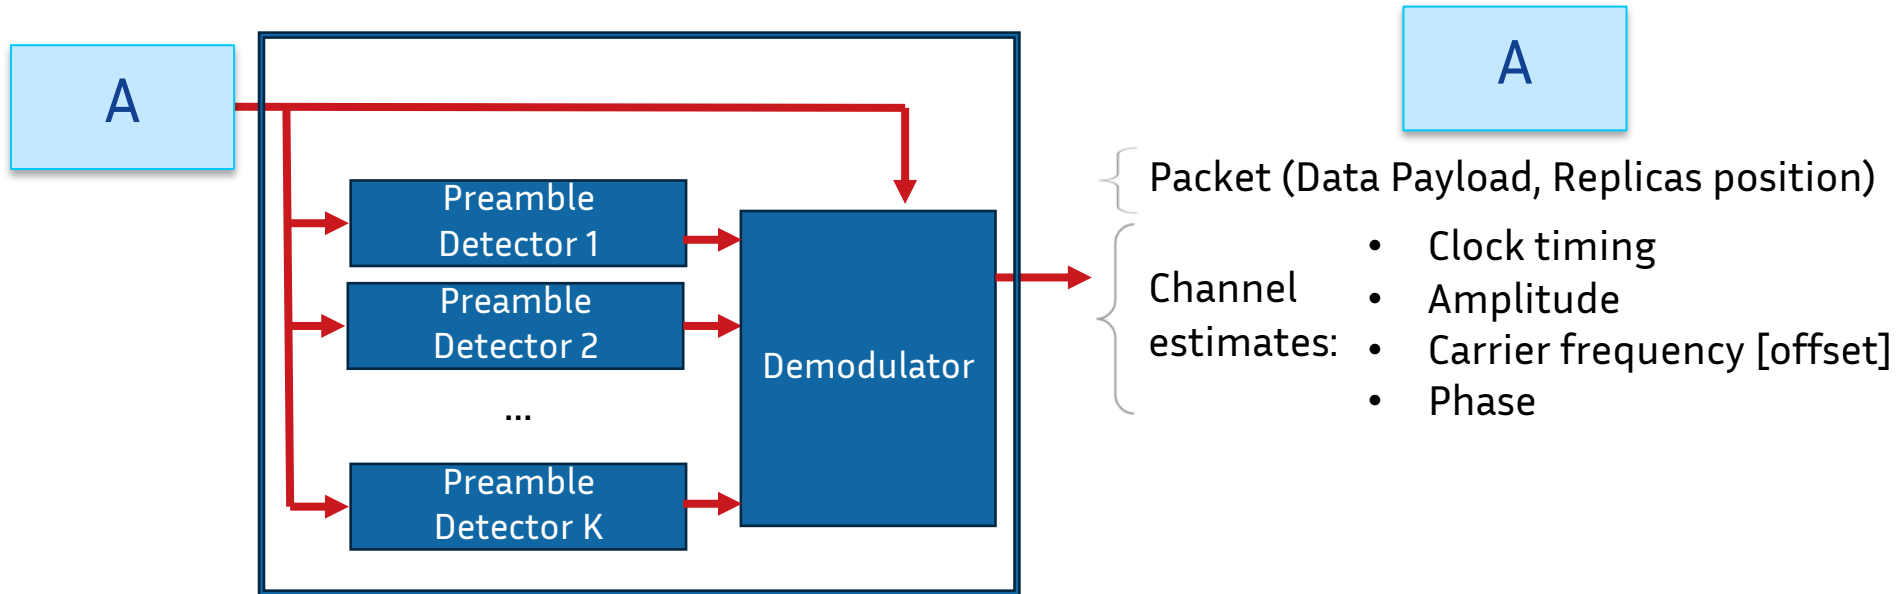 A
A
Preamble
Detector 1
Preamble
Detector 2
...
Preamble
Detector K
Demodulator
Packet (Data Payload, Replicas position)
Channel
estimates:
• Clock timing
• Amplitude
• Carrier frequency [offset]
• Phase